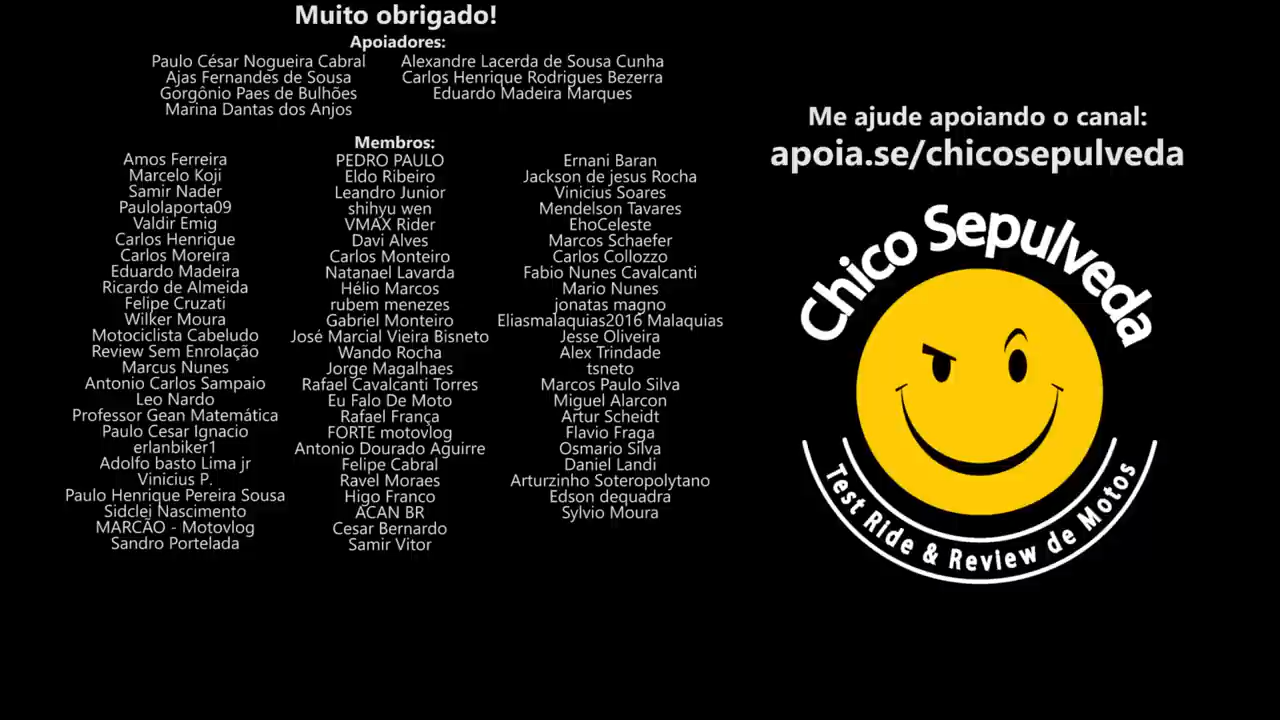 Muito obrigado!
Apoiadores:
Paulo César Nogueira Cabral
Ajas Fernandes de Sousa
Gorgônio Paes de Bulhões
Marina Dantas dos Anjos
Alexandre Lacerda de Sousa Cunha
Carlos Henrique Rodrigues Bezerra
Eduardo Madeira Marques
Membros:
Amos Ferreira
Marcelo Koji
Samir Nader
Paulolaporta09
Valdir Emig
Carlos Henrique
Carlos Moreira
Eduardo Madeira
Ricardo de Almeida
Felipe Cruzati
Wilker Moura
Motociclista Cabeludo
Review Sem Enrolação
Marcus Nunes
Antonio Carlos Sampaio
Leo Nardo
Professor Gean Matemática
Paulo Cesar Ignacio
erlanbiker1
Adolfo basto Lima jr
Vinicius P.
Paulo Henrique Pereira Sousa
Sidclei Nascimento
MARCÃO - Motovlog
Sandro Portelada
PEDRO PAULO
Eldo Ribeiro
Leandro Junior
shihyu wen
VMAX Rider
Davi Alves
Carlos Monteiro
Natanael Lavarda
Hélio Marcos
rubem menezes
Gabriel Monteiro
José Marcial Vieira Bisneto
Wando Rocha
Jorge Magalhaes
Rafael Cavalcanti Torres
Eu Falo De Moto
Rafael França
FORTE motovlog
Antonio Dourado Aguirre
Felipe Cabral
Ravel Moraes
Higo Franco
ACAN BR
Cesar Bernardo
Samir Vitor
Ernani Baran
Jackson de jesus Rocha
Vinicius Soares
Mendelson Tavares
EhoCeleste
Marcos Schaefer
Carlos Collozzo
Fabio Nunes Cavalcanti
Mario Nunes
jonatas magno
Eliasmalaquias2016 Malaquias
Jesse Oliveira
Alex Trindade
tsneto
Marcos Paulo Silva
Miguel Alarcon
Artur Scheidt
Flavio Fraga
Osmario Silva
Daniel Landi
Arturzinho Soteropolytano
Edson dequadra
Sylvio Moura
Me ajude apoiando o canal:
apoia.se/chicosepulveda
Chico Sepulveda
Test Ride & Review de Motos